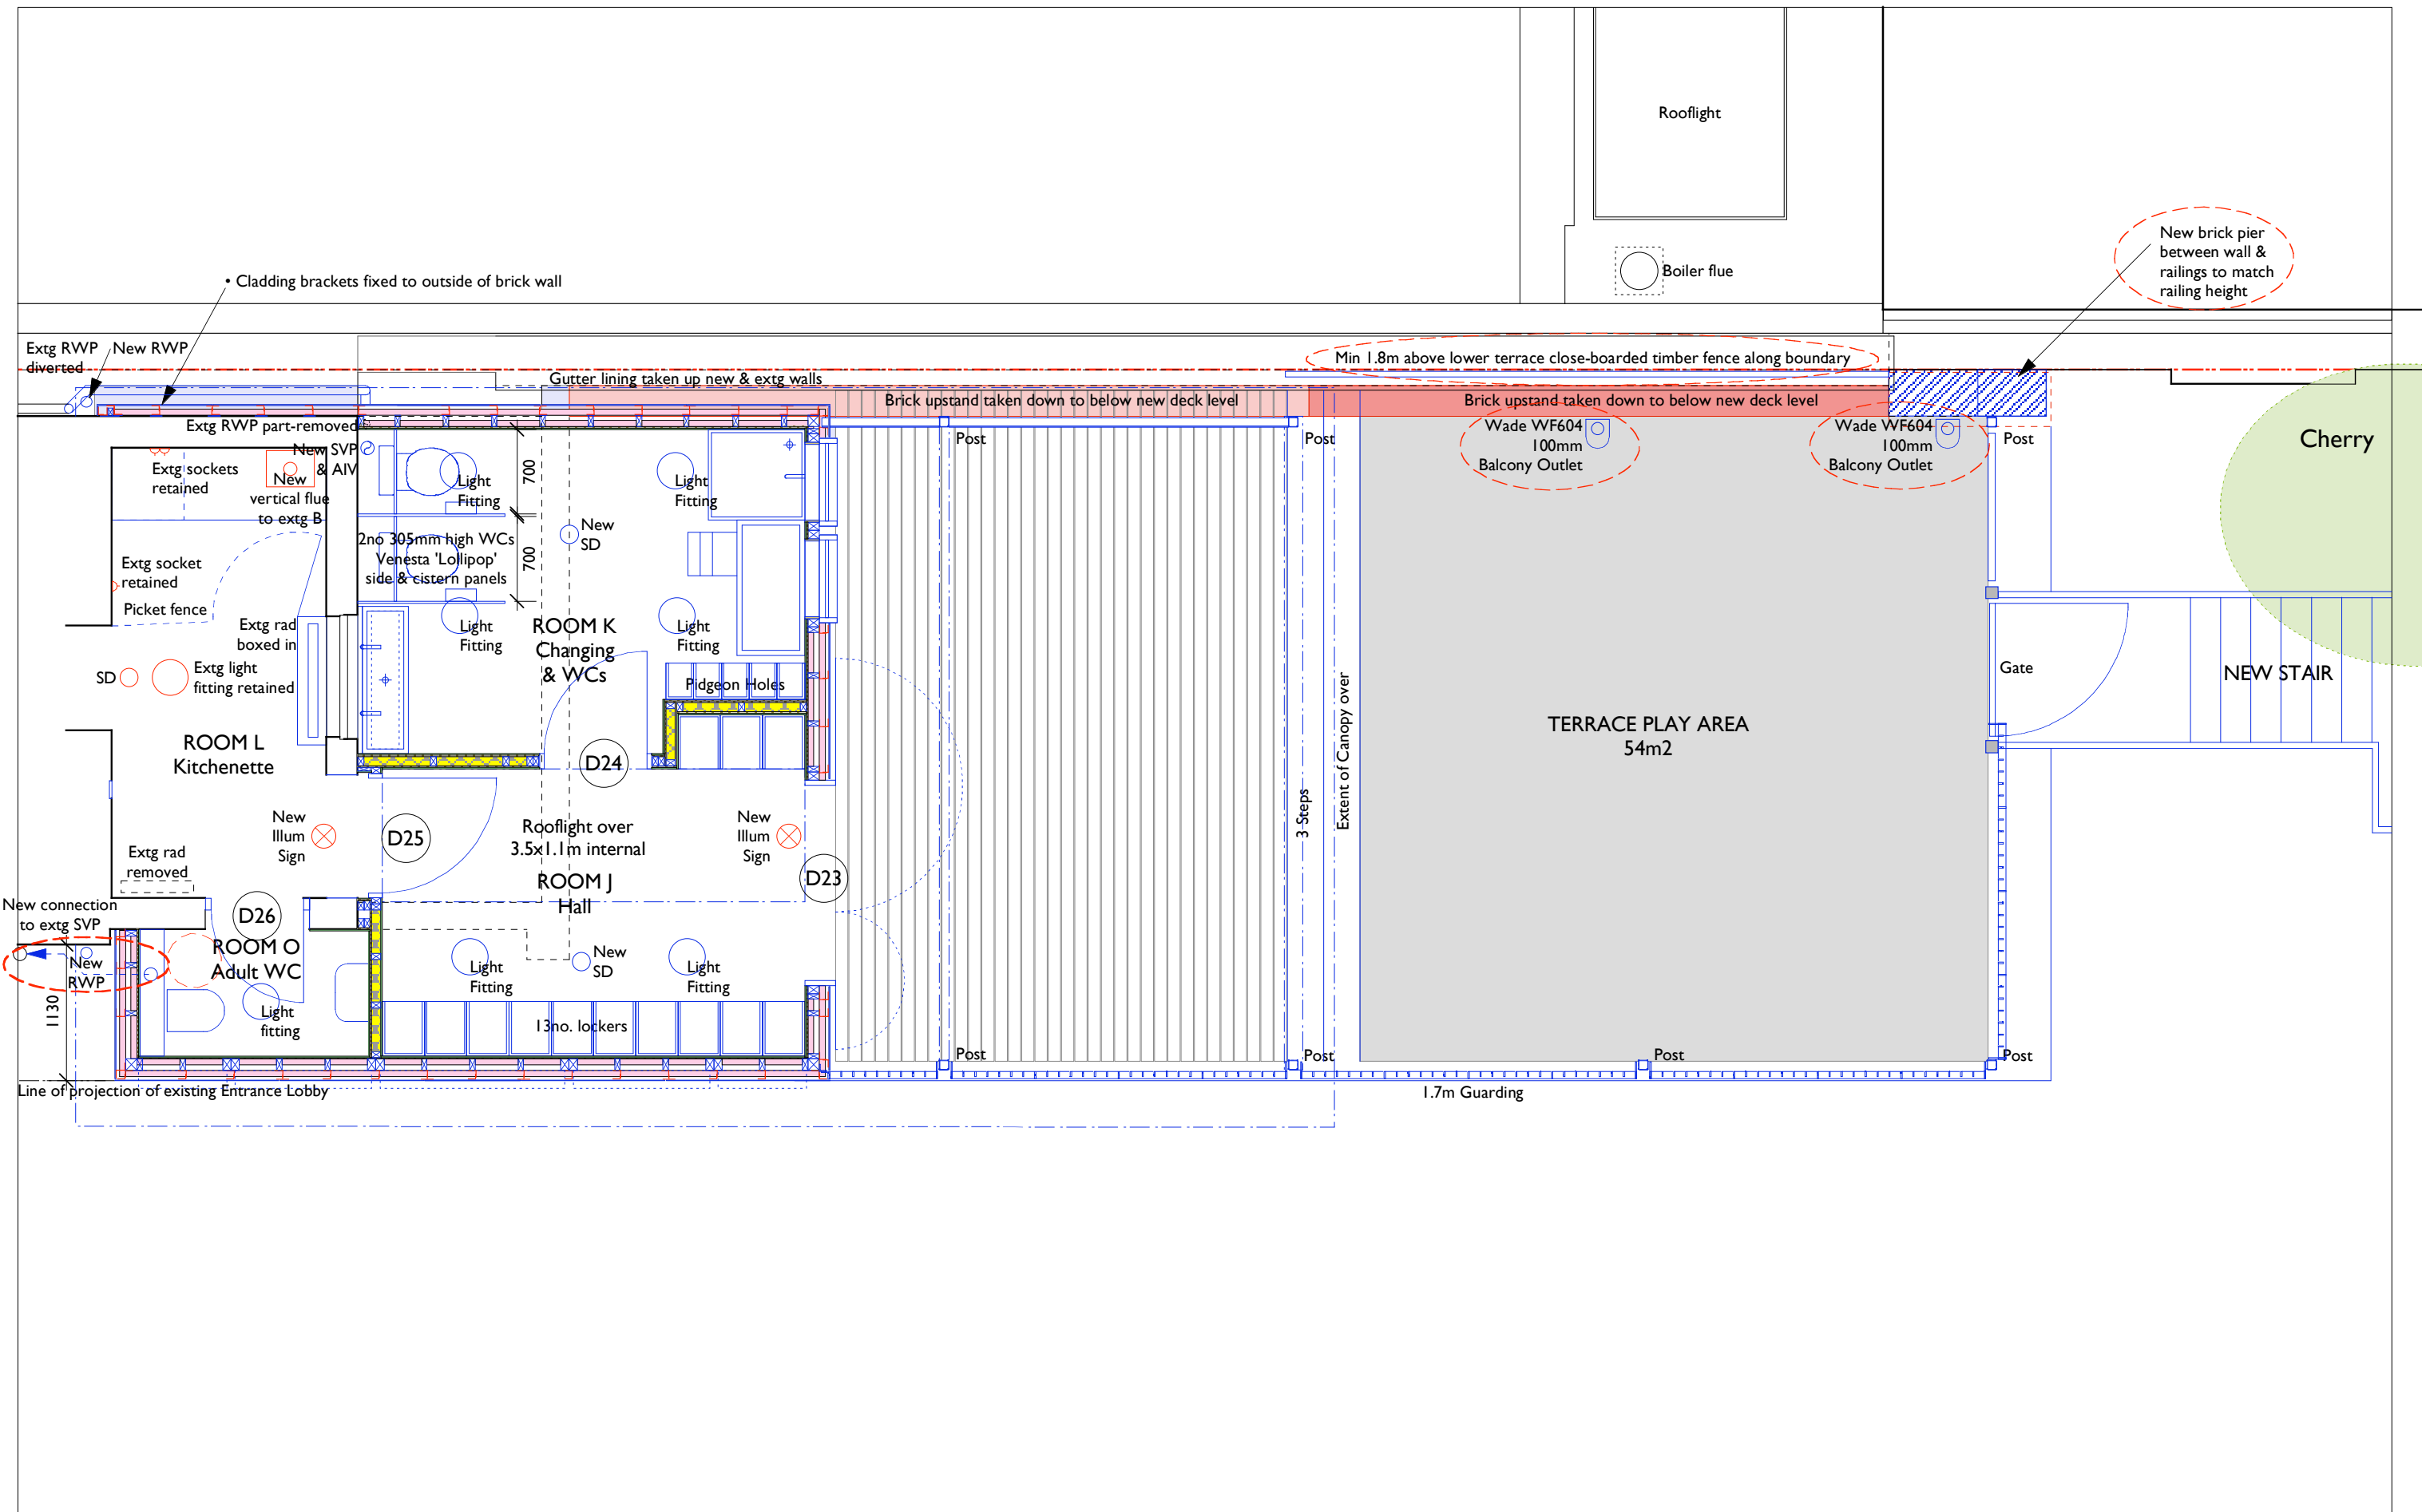 Rooflight
Boiler flue
New brick pier
between wall &
railings to match
railing height
• Cladding brackets fixed to outside of brick wall
Extg RWP
diverted
New RWP
Min 1.8m above lower terrace close-boarded timber fence along boundary
Gutter lining taken up new & extg walls
Brick upstand taken down to below new deck level
Brick upstand taken down to below new deck level
Extg RWP part-removed
New SVP
& AIV
Extg sockets
retained
New
vertical flue
to extg B
Light
Fitting
700
Light
Fitting
Post
Post
Wade WF604
100mm
Balcony Outlet
Wade WF604
100mm
Balcony Outlet
Post
Cherry
New
SD
2no 305mm high WCs
Venesta 'Lollipop'
side & cistern panels
700
Extg socket
retained
Picket fence
Extg rad
boxed in
Light
Fitting
ROOM K
Changing
& WCs
Light
Fitting
SD
Extg light
fitting retained
Pidgeon Holes
Extent of Canopy over
Gate
NEW STAIR
ROOM L
Kitchenette
D24
TERRACE PLAY AREA
54m2
New
Illum
Sign
D25
Rooflight over
3.5x1.1m internal
New
Illum
Sign
3 Steps
Extg rad
removed
ROOM J
Hall
D23
New connection
to extg SVP
D26
ROOM O
Adult WC
New
RWP
New
SD
Light
Fitting
Light
Fitting
1130
Light
fitting
13no. lockers
Post
Post
Post
Post
Line of projection of existing Entrance Lobby
1.7m Guarding